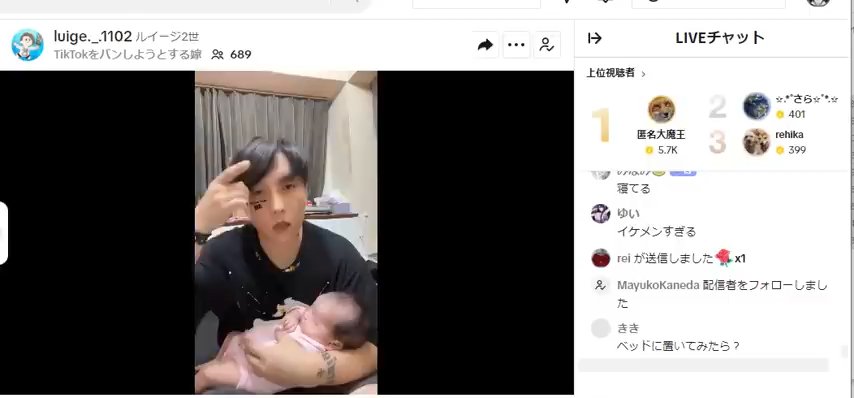 luige._.1102 ルイージ2世
TikTokをバンしようとする嫁 689
LIVEチャット
上位視聴者
1
匿名大魔王
5.7K
2
☆.*ﾟさら☆ﾟ*.☆
401
3
rehika
399
寝てる
ゆい
イケメンすぎる
rei が送信しました x1
MayukoKaneda 配信者をフォローしまし
た
きき
ベッドに置いてみたら？